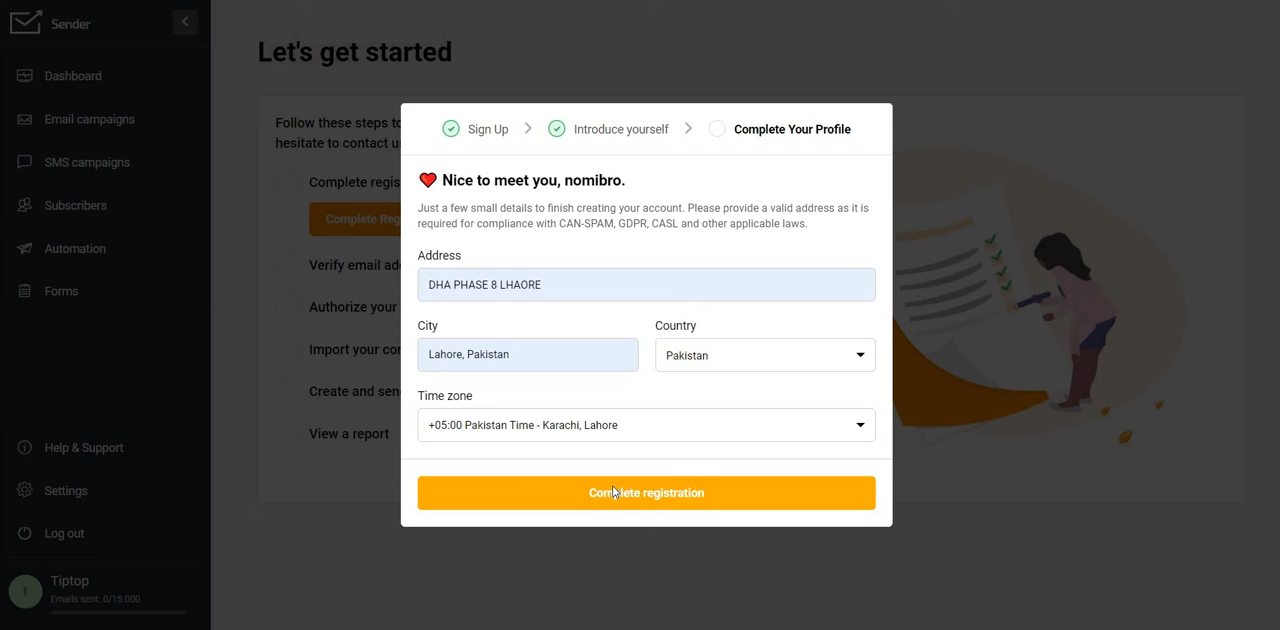 Sender
Dashboard
Email campaigns
SMS campaigns
Subscribers
Automation
Forms
Help & Support
Settings
Log out
t
Tiptop
Emails sent: 0/15 000
Let's get started
Follow these steps to
hesitate to contact us
Complete regis
Complete Reg
Verify email ad
Authorize your
Import your con
Create and sen
View a report
Sign Up
Introduce yourself
Complete Your Profile
Nice to meet you, nomibro.
Just a few small details to finish creating your account. Please provide a valid address as it is
required for compliance with CAN-SPAM, GDPR, CASL and other applicable laws.
Address
DHA PHASE 8 LHAORE
City
Country
Lahore, Pakistan
Pakistan
Time zone
+05:00 Pakistan Time - Karachi, Lahore
Complete registration